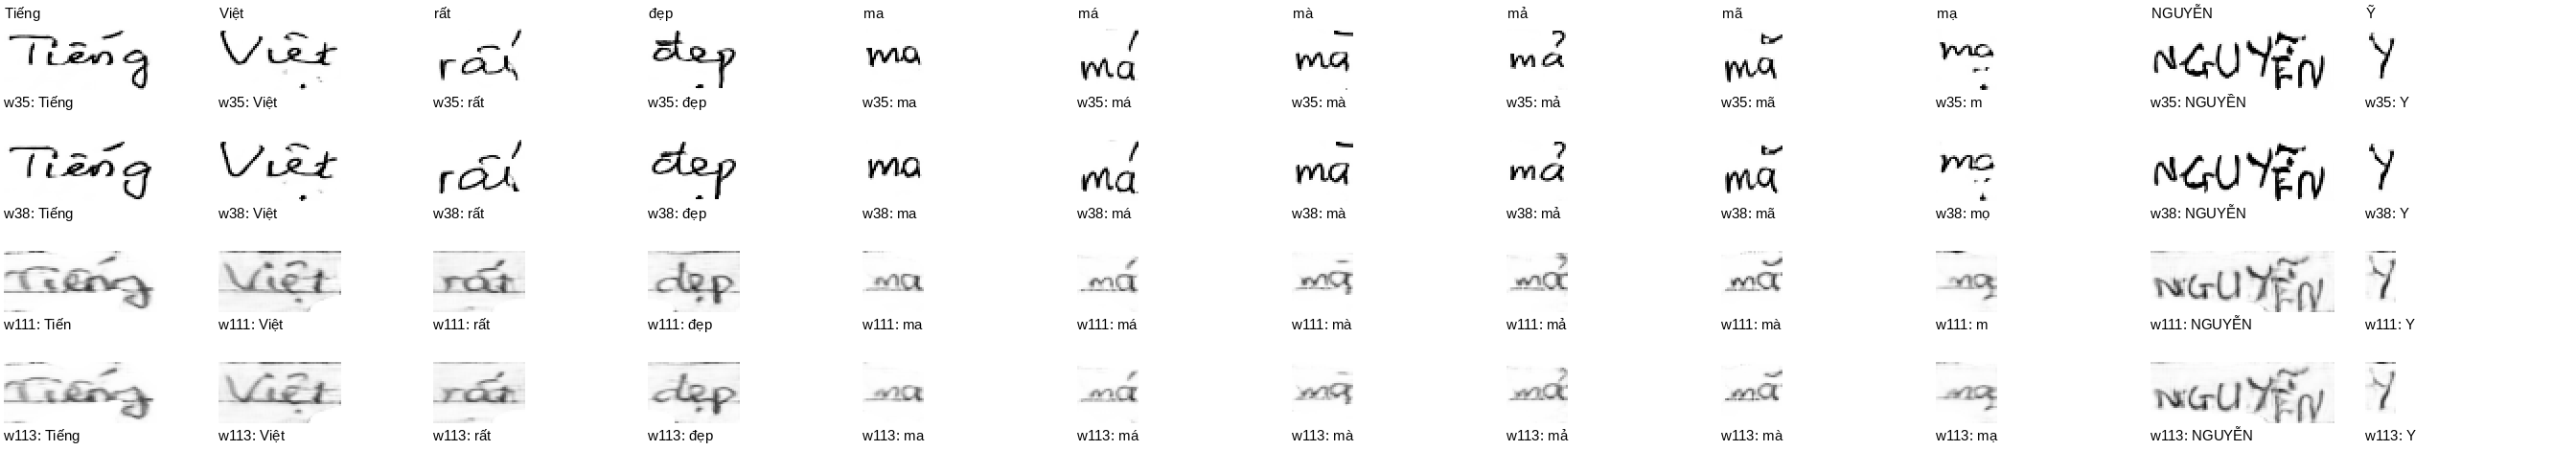 Tiếng Việt rất đẹp ma má mà mả mã mạ NGUYỄN Ỹ
Tiếng Việt rất đẹp ma má mà mả mã mạ NGUYỄN Y
w35: Tiếng w35: Việt w35: rất w35: đẹp w35: ma w35: má w35: mà w35: mả w35: mã w35: m w35: NGUYỄN w35: Y
Tiếng Việt rất đẹp ma má mà mả mã mạ NGUYỄN Y
w38: Tiếng w38: Việt w38: rất w38: đẹp w38: ma w38: má w38: mà w38: mả w38: mã w38: mọ w38: NGUYỄN w38: Y
Tiếng Việt rất dẹp ma má mã mả mã mạ NGUYỄN Y
w111: Tiến w111: Việt w111: rất w111: đẹp w111: ma w111: má w111: mà w111: mả w111: mà w111: m w111: NGUYỄN w111: Y
Tiếng Việt rất dẹp ma má mã mả mã mạ NGUYỄN Y
w113: Tiếng w113: Việt w113: rất w113: đẹp w113: ma w113: má w113: mà w113: mả w113: mà w113: mạ w113: NGUYỄN w113: Y